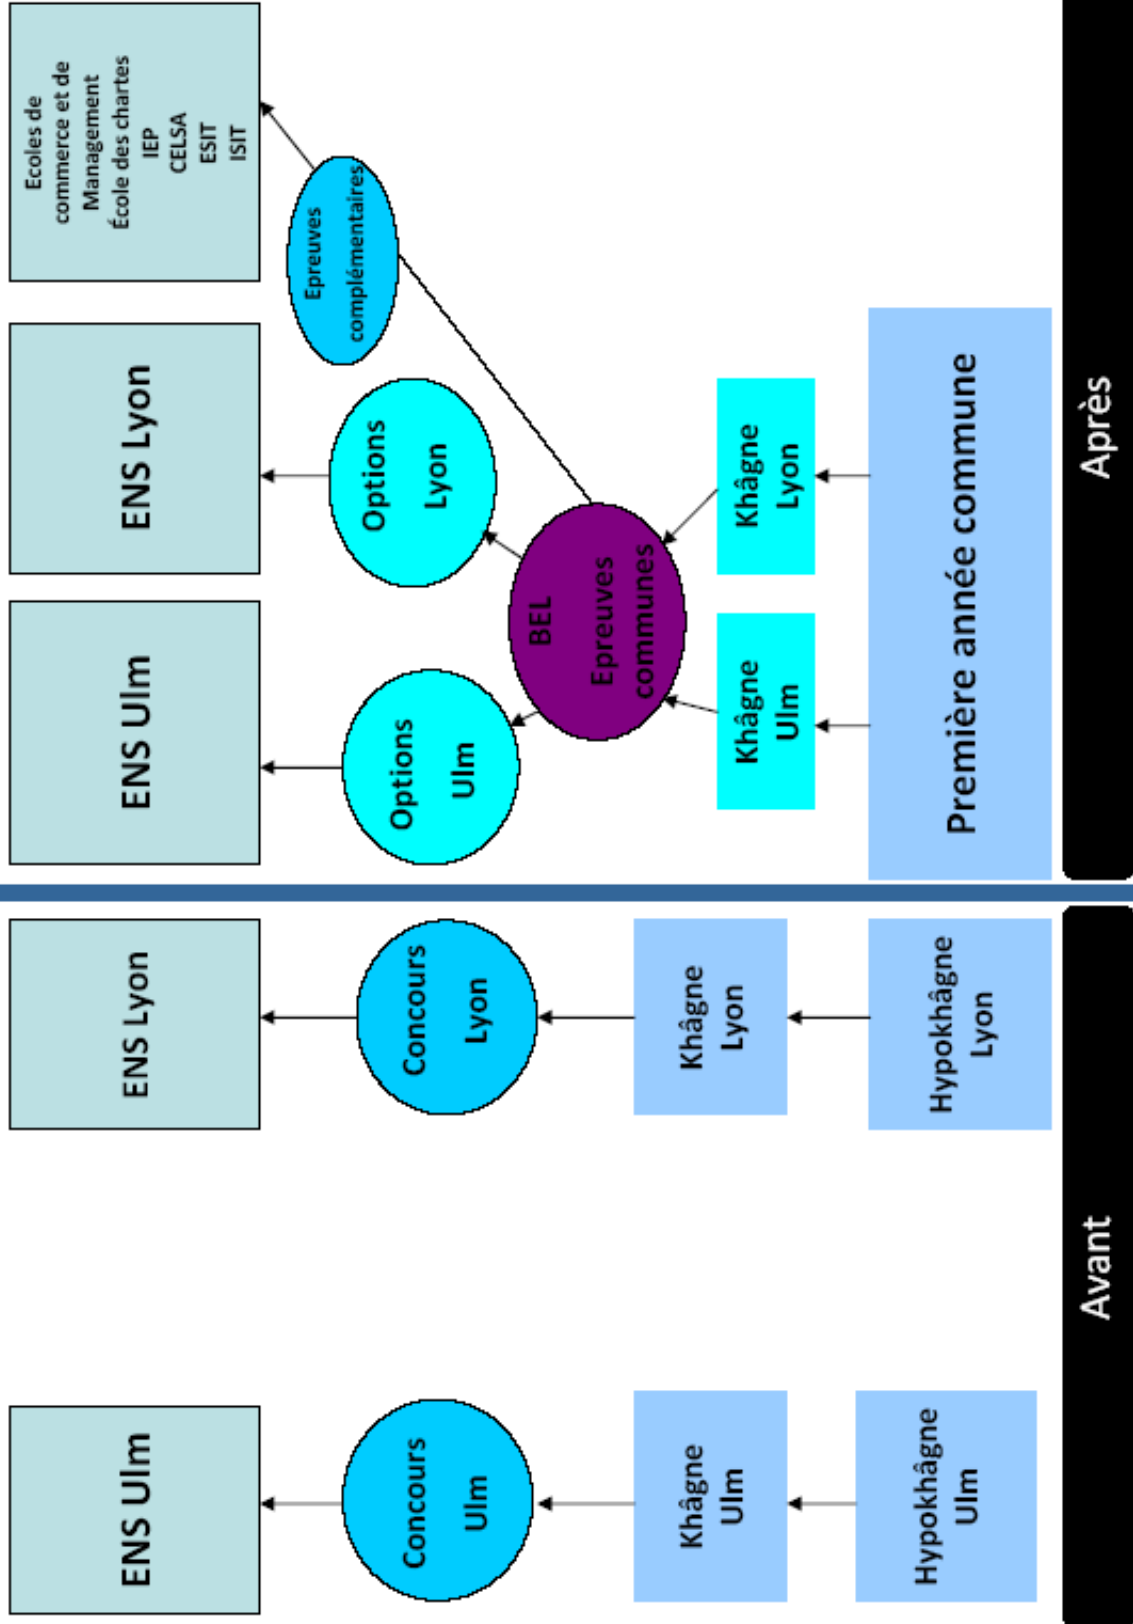 ENS Ulm
ENS Lyon
Concours
Ulm
Concours
Lyon
Khâgne
Ulm
Khâgne
Lyon
Hypokhâgne
Ulm
Hypokhâgne
Lyon
Avant
ENS Ulm
ENS Lyon
Ecoles de
commerce et de
Management
École des chartes
IEP
CELSA
ESIT
ISIT
Epreuves
complémentaires
Options
Ulm
Options
Lyon
BEL
Epreuves
communes
Khâgne
Ulm
Khâgne
Lyon
Première année commune
Après